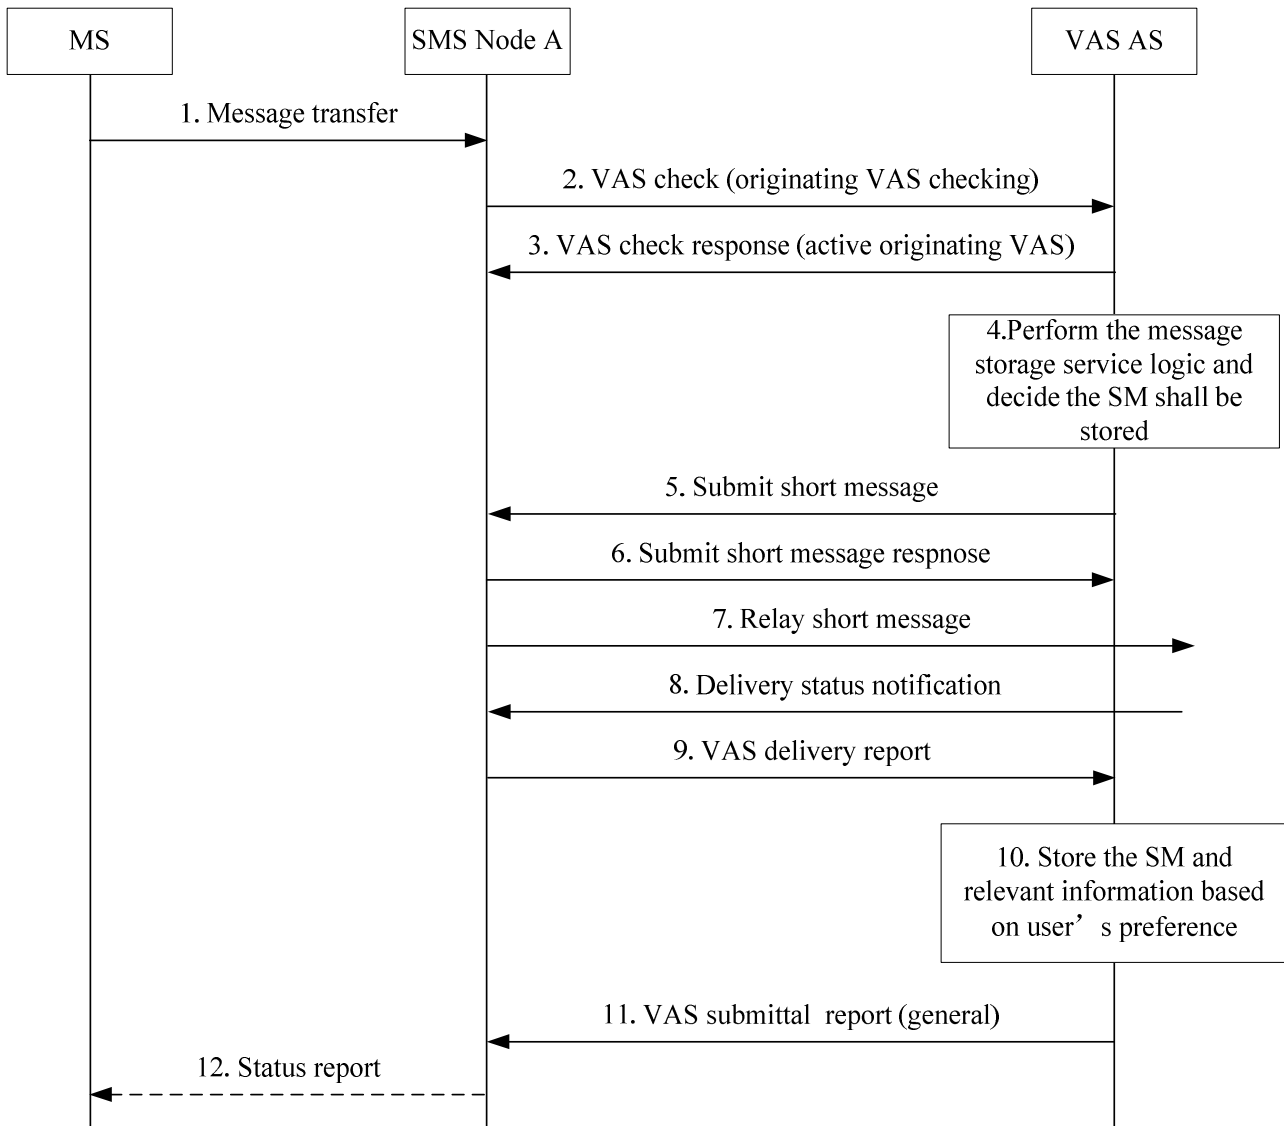 MS
SMS Node A
VAS AS
1. Message transfer
2. VAS check (originating VAS checking)
3. VAS check response (active originating VAS)
4.Perform the message
storage service logic and
decide the SM shall be
stored
5. Submit short message
6. Submit short message respnose
7. Relay short message
8. Delivery status notification
9. VAS delivery report
10. Store the SM and
relevant information based
on user’ s preference
11. VAS submittal  report (general)
12. Status report